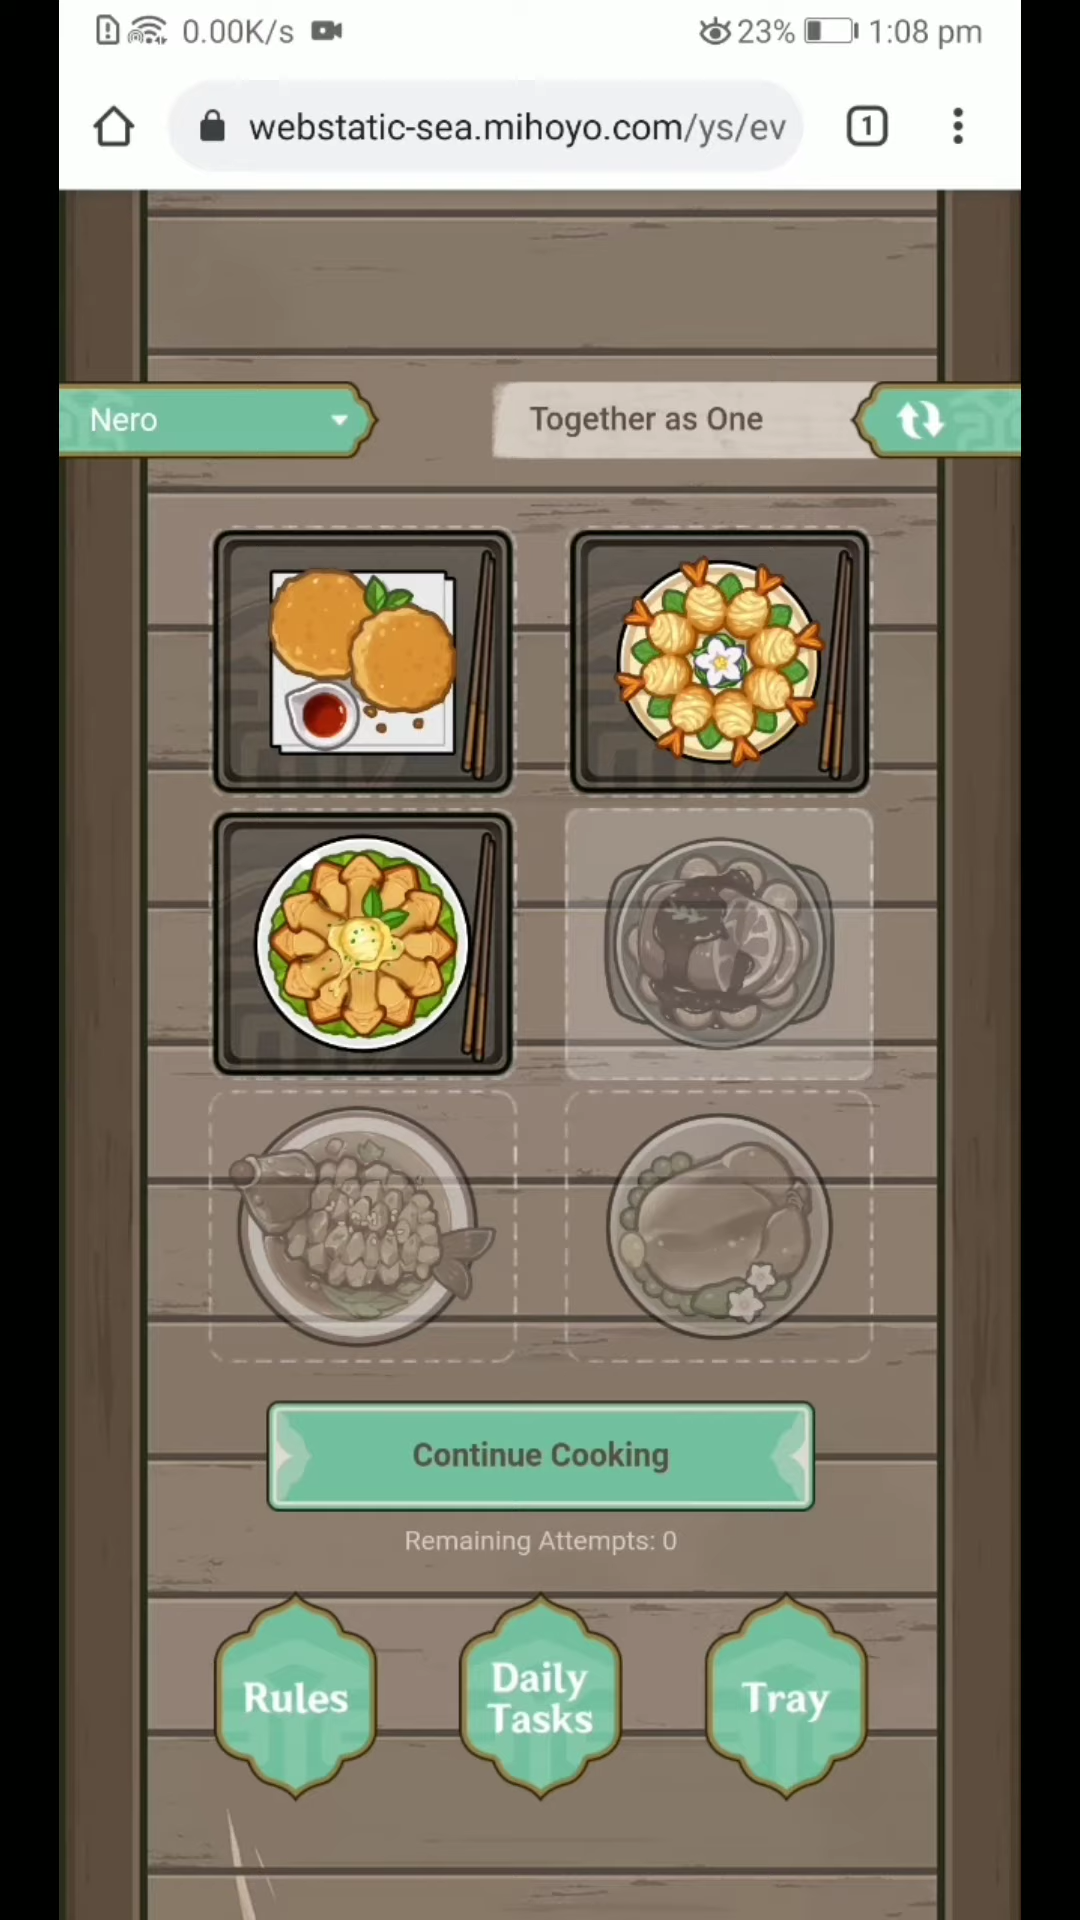 0.00K/s 23% 1:08 pm
webstatic-sea.mihoyo.com/ys/ev 1
Nero
Together as One
Continue Cooking
Remaining Attempts: 0
Rules
Daily
Tasks
Tray